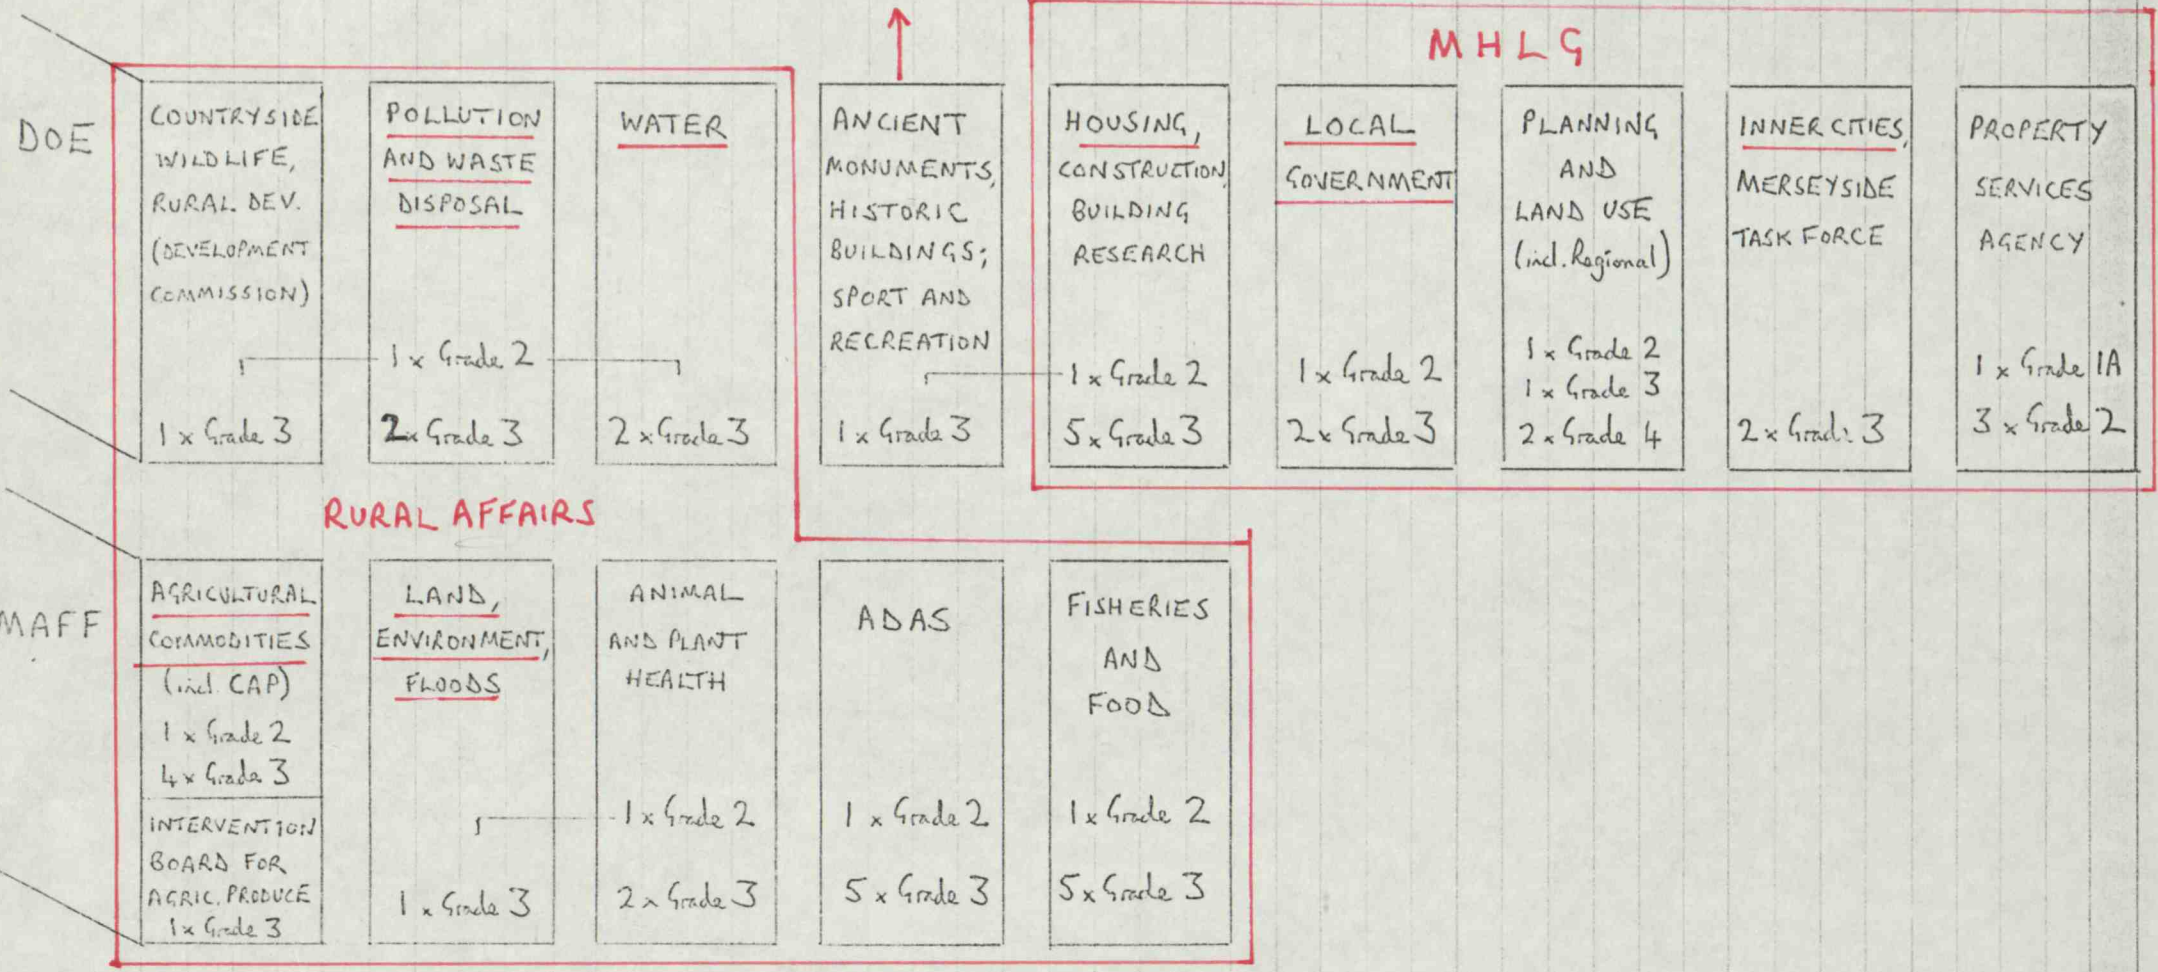 MHLG
DOE
COUNTRYSIDE
WILDLIFE,
RURAL DEV.
(DEVELOPMENT
COMMISSION)
1 x Grade 3
POLLUTION
AND WASTE
DISPOSAL
1 x Grade 2
2 x Grade 3
WATER
2 x Grade 3
ANCIENT
MONUMENTS,
HISTORIC
BUILDINGS;
SPORT AND
RECREATION
1 x Grade 3
HOUSING,
CONSTRUCTION,
BUILDING
RESEARCH
1 x Grade 2
5 x Grade 3
LOCAL
GOVERNMENT
1 x Grade 2
2 x Grade 3
PLANNING
AND
LAND USE
(incl. Regional)
1 x Grade 2
1 x Grade 3
2 x Grade 4
INNER CITIES,
MERSEYSIDE
TASK FORCE
2 x Grade 3
PROPERTY
SERVICES
AGENCY
1 x Grade 1A
3 x Grade 2
RURAL AFFAIRS
MAFF
AGRICULTURAL
COMMODITIES
(incl. CAP)
1 x Grade 2
4 x Grade 3
INTERVENTION
BOARD FOR
AGRIC. PRODUCE
1 x Grade 3
LAND,
ENVIRONMENT,
FLOODS
1 x Grade 3
ANIMAL
AND PLANT
HEALTH
1 x Grade 2
2 x Grade 3
ADAS
1 x Grade 2
5 x Grade 3
FISHERIES
AND
FOOD
1 x Grade 2
5 x Grade 3